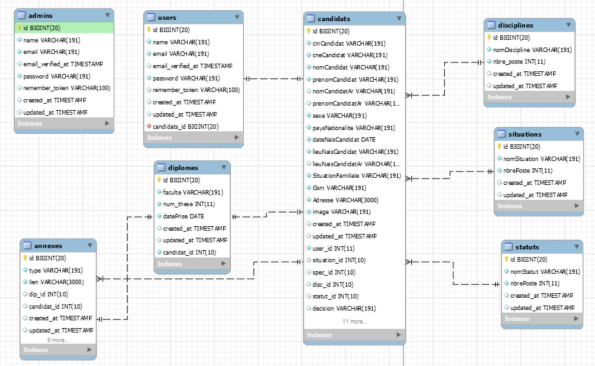 admins
id BIGINT(20)
name VARCHAR(191)
email VARCHAR(191)
email_verified_at TIMESTAMP
password VARCHAR(191)
remember_token VARCHAR(100)
created_at TIMESTAMP
updated_at TIMESTAMP
Indexes
users
id BIGINT(20)
name VARCHAR(191)
email VARCHAR(191)
email_verified_at TIMESTAMP
password VARCHAR(191)
remember_token VARCHAR(100)
created_at TIMESTAMP
updated_at TIMESTAMP
candidats_id BIGINT(20)
Indexes
candidats
id BIGINT(20)
cinCandidat VARCHAR(191)
cneCandidat VARCHAR(191)
nomCandidat VARCHAR(191)
prenomCandidat VARCHAR(191)
nomCandidatAr VARCHAR(191)
prenomCandidatAr VARCHAR(1...
sexe VARCHAR(191)
paysNationalite VARCHAR(191)
dateNaisCandidat DATE
lieuNaisCandidat VARCHAR(191)
lieuNaisCandidatAr VARCHAR(1...
SituationFamiliale VARCHAR(191)
Gsm VARCHAR(191)
Adresse VARCHAR(3000)
image VARCHAR(191)
created_at TIMESTAMP
updated_at TIMESTAMP
user_id INT(11)
situation_id INT(10)
spec_id INT(10)
disc_id INT(10)
statut_id INT(10)
decision VARCHAR(191)
11 more...
Indexes
disciplines
id BIGINT(20)
nomDiscipline VARCHAR(191)
nbre_poste INT(11)
created_at TIMESTAMP
updated_at TIMESTAMP
Indexes
situations
id BIGINT(20)
nomSituation VARCHAR(191)
nbrePoste INT(11)
created_at TIMESTAMP
updated_at TIMESTAMP
Indexes
diplomes
id BIGINT(20)
faculte VARCHAR(191)
num_these INT(11)
datePrise DATE
created_at TIMESTAMP
updated_at TIMESTAMP
candidat_id INT(10)
Indexes
annexes
id BIGINT(20)
type VARCHAR(191)
lien VARCHAR(3000)
dip_id INT(10)
candidat_id INT(10)
created_at TIMESTAMP
updated_at TIMESTAMP
9 more...
Indexes
statuts
id BIGINT(20)
nomStatut VARCHAR(191)
nbrePoste INT(11)
created_at TIMESTAMP
updated_at TIMESTAMP
Indexes